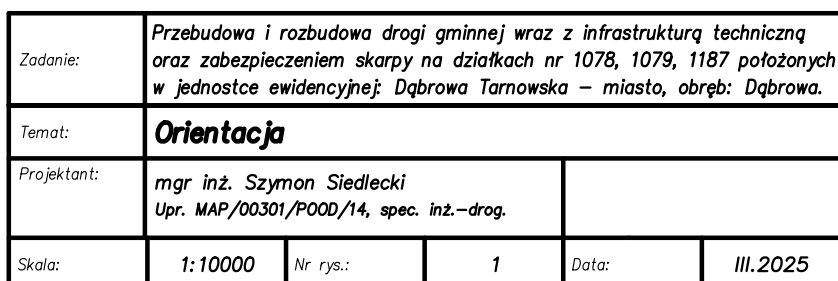 Zadanie: Przebudowa i rozbudowa drogi gminnej wraz z infrastrukturą techniczną
oraz zabezpieczeniem skarpy na działkach nr 1078, 1079, 1187 położonych
w jednostce ewidencyjnej: Dąbrowa Tarnowska – miasto, obręb: Dąbrowa.
Temat: Orientacja
Projektant: mgr inż. Szymon Siedlecki
Upr. MAP/00301/POOD/14, spec. inż.–drog.
Skala: 1:10000 Nr rys.: 1 Data: III.2025